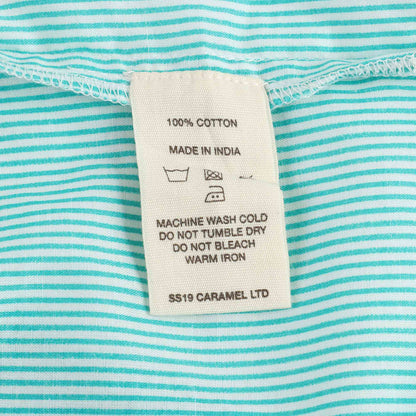 100% COTTON
MADE IN INDIA
MACHINE WASH COLD
DO NOT TUMBLE DRY
DO NOT BLEACH
WARM IRON
SS19 CARAMEL LTD